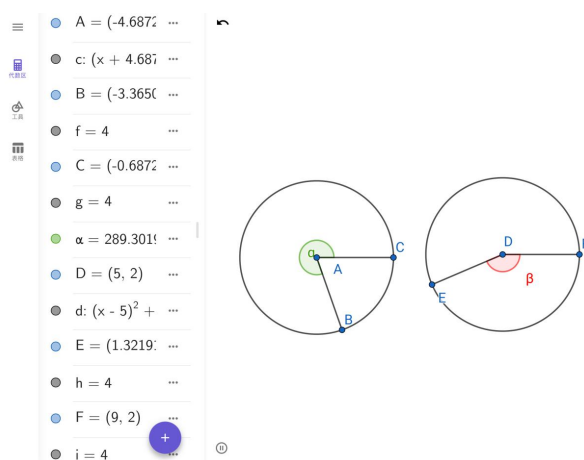 A = (-4.6872
代数区
c: (x + 4.687
B = (-3.3650
工具
f = 4
表格
C = (-0.6872
g = 4
α = 289.3019
D = (5, 2)
d: (x - 5)² +
E = (1.3219
h = 4
F = (9, 2)
i = 4
α
A
C
B
D
E
β